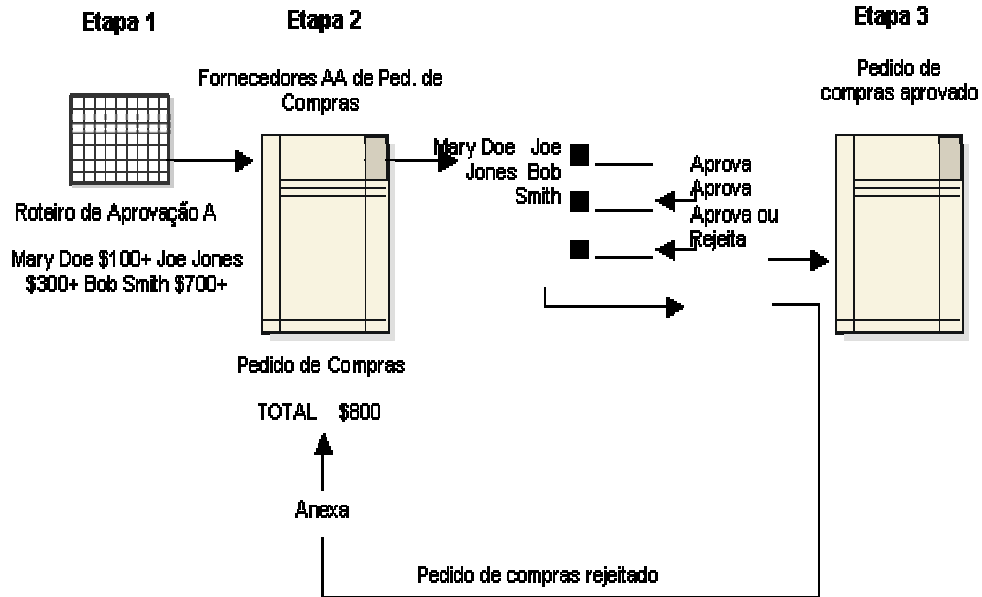 Etapa 1
Etapa 2
Etapa 3
Fornecedores AA de Ped. de
Compras
Pedido de
compras aprovado
Mary Doe Joe
Jones Bob
Smith
Aprova
Aprova
Aprova ou
Rejeita
Roteiro de Aprovação A
Mary Doe $100+ Joe Jones
$300+ Bob Smith $700+
Pedido de Compras
TOTAL $800
Anexa
Pedido de compras rejeitado